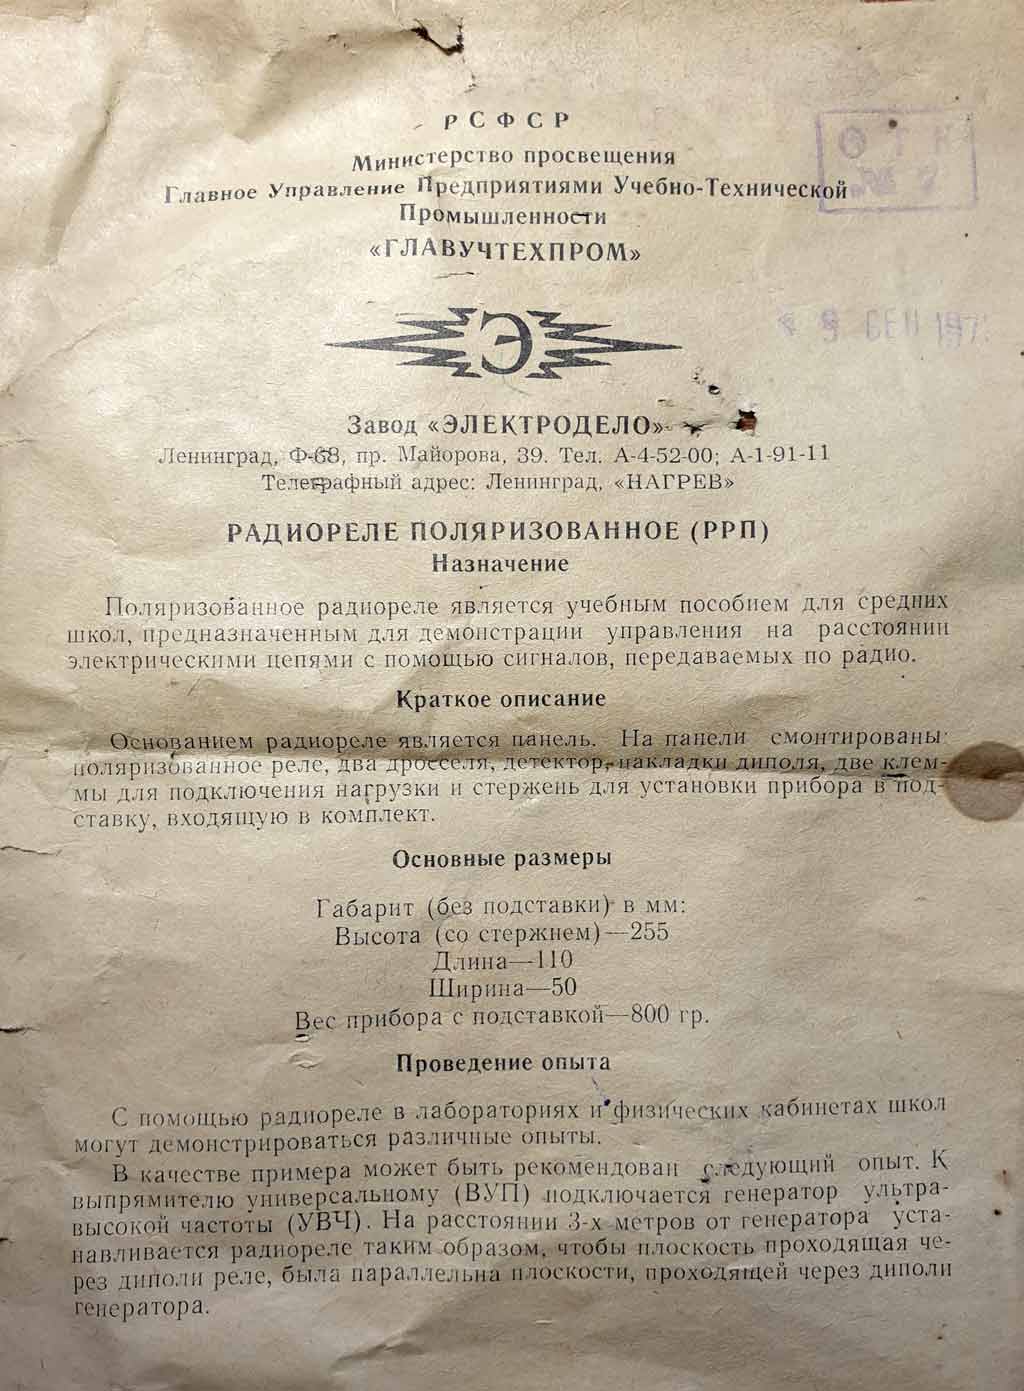 РСФСР
Министерство просвещения
Главное Управление Предприятиями Учебно-Технической
Промышленности
«ГЛАВУЧТЕХПРОМ»
ОТК
Э
Завод «ЭЛЕКТРОДЕЛО»
Ленинград, Ф-68, пр. Майорова, 39. Тел. А-4-52-00; А-1-91-11
Телеграфный адрес: Ленинград, «НАГРЕВ»
РАДИОРЕЛЕ ПОЛЯРИЗОВАННОЕ (РРП)
Назначение
Поляризованное радиореле является учебным пособием для средних
школ, предназначенным для демонстрации управления на расстоянии
электрическими цепями с помощью сигналов, передаваемых по радио.
Краткое описание
Основанием радиореле является панель. На панели смонтированы:
поляризованное реле, два дросселя, детектор, накладки диполя, две клем-
мы для подключения нагрузки и стержень для установки прибора в под-
ставку, входящую в комплект.
Основные размеры
Габарит (без подставки) в мм:
Высота (со стержнем)—255
Длина—110
Ширина—50
Вес прибора с подставкой—800 гр.
Проведение опыта
С помощью радиореле в лабораториях и физических кабинетах школ
могут демонстрироваться различные опыты.
В качестве примера может быть рекомендован следующий опыт. К
выпрямителю универсальному (ВУП) подключается генератор ультра-
высокой частоты (УВЧ). На расстоянии 3-х метров от генератора уста-
навливается радиореле таким образом, чтобы плоскость проходящая че-
рез диполи реле, была параллельна плоскости, проходящей через диполи
генератора.